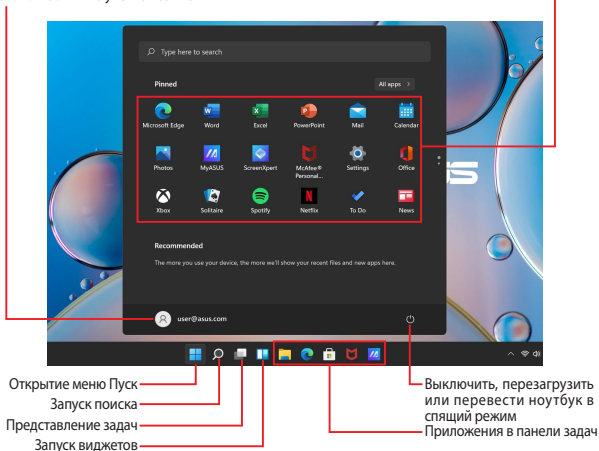 Type here to search
Pinned
All apps >
Microsoft Edge
Word
Excel
PowerPoint
Mail
Calendar
Photos
MyASUS
ScreenXpert
McAfee®
Personal...
Settings
Office
Xbox
Solitaire
Spotify
Netflix
To Do
News
Recommended
The more you use your device, the more we'll show your recent files and new apps here.
user@asus.com
Открытие меню Пуск
Запуск поиска
Представление задач
Запуск виджетов
Выключить, перезагрузить
или перевести ноутбук в
спящий режим
Приложения в панели задач